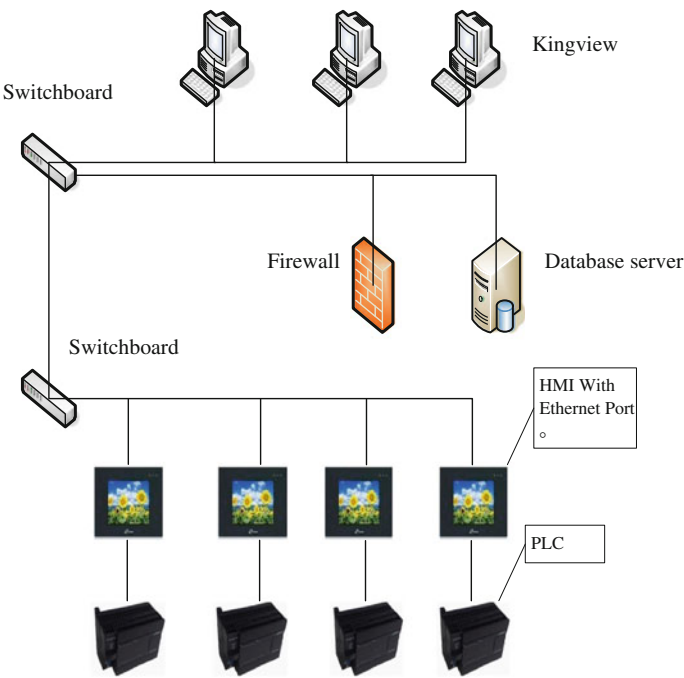 Kingview
Switchboard
Firewall
Database server
Switchboard
HMI With
Ethernet Port
。
PLC